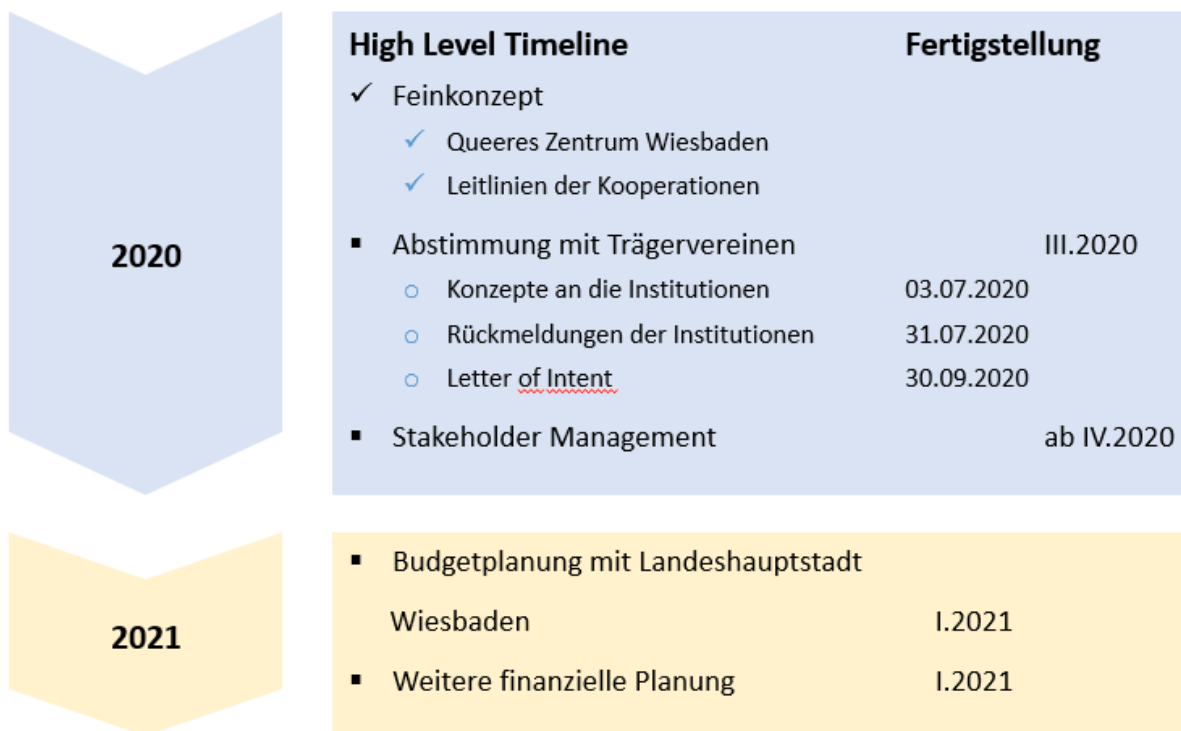 High Level Timeline Fertigstellung
✓ Feinkonzept
✓ Queeres Zentrum Wiesbaden
✓ Leitlinien der Kooperationen
2020
▪ Abstimmung mit Trägervereinen III.2020
o Konzepte an die Institutionen 03.07.2020
o Rückmeldungen der Institutionen 31.07.2020
o Letter of Intent 30.09.2020
▪ Stakeholder Management ab IV.2020
▪ Budgetplanung mit Landeshauptstadt
Wiesbaden I.2021
2021
▪ Weitere finanzielle Planung I.2021